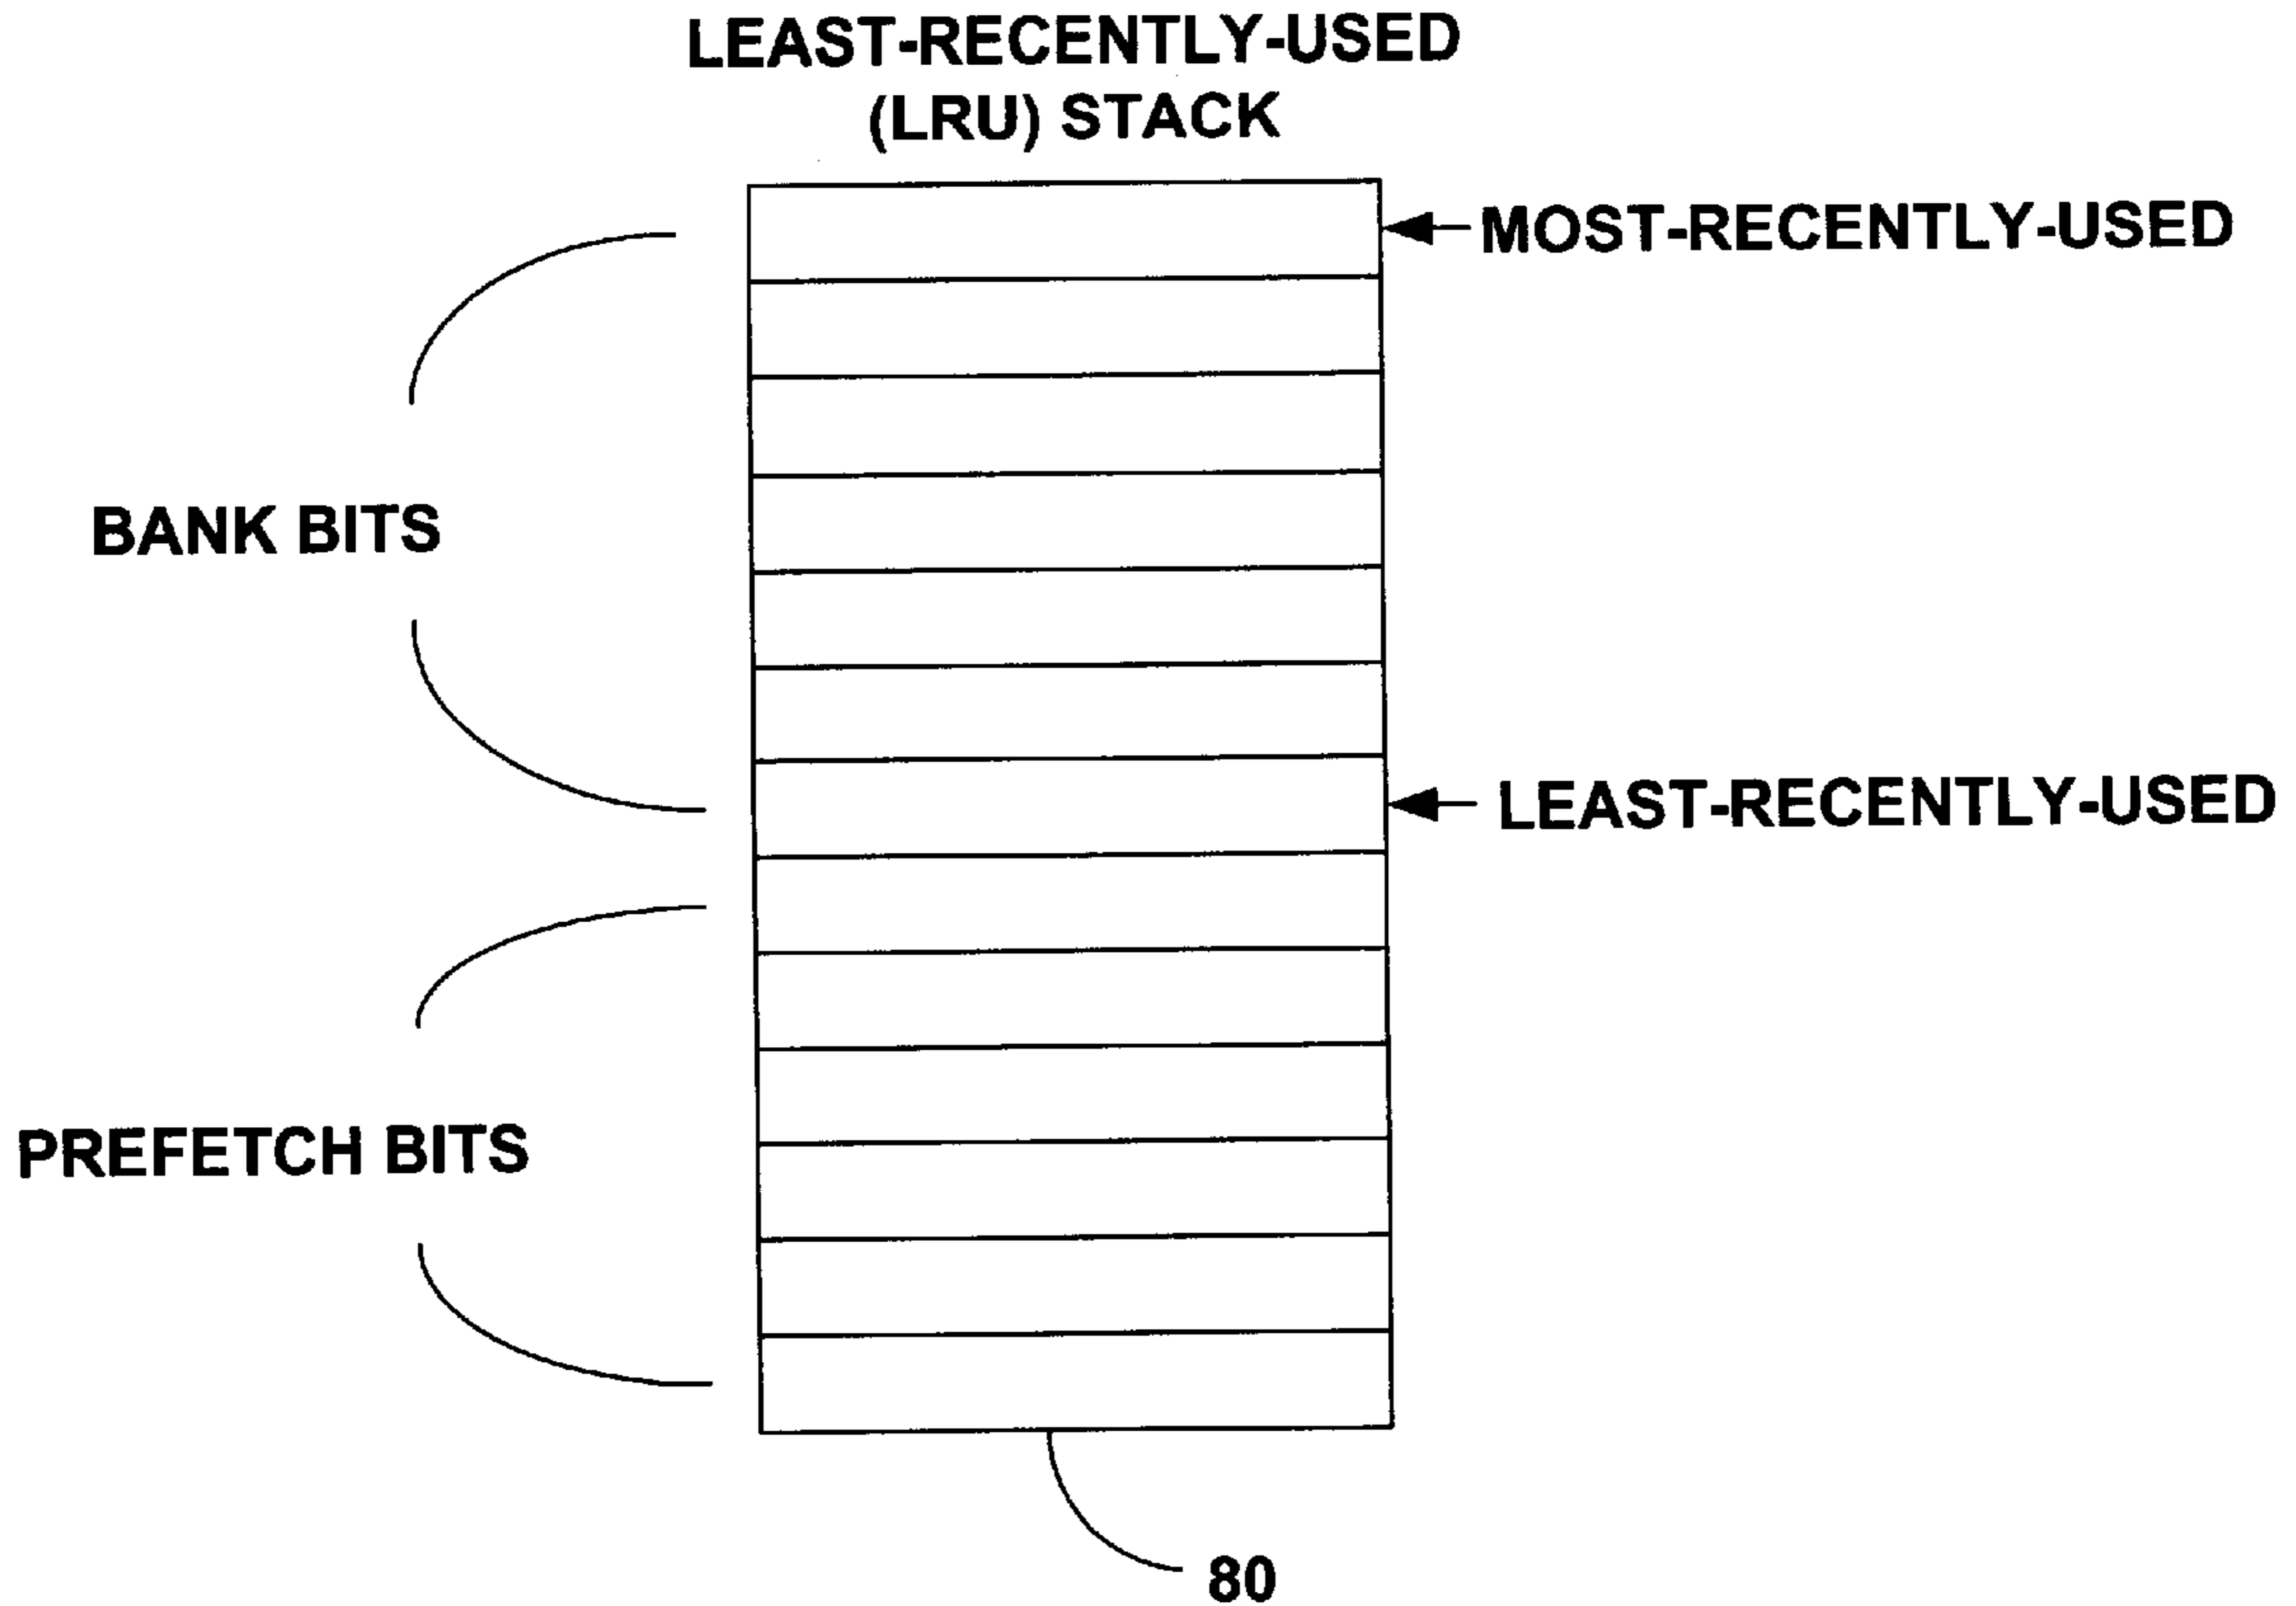 LEAST-RECENTLY-USED
(LRU) STACK
MOST-RECENTLY-USED
BANK BITS
LEAST-RECENTLY-USED
PREFETCH BITS
80